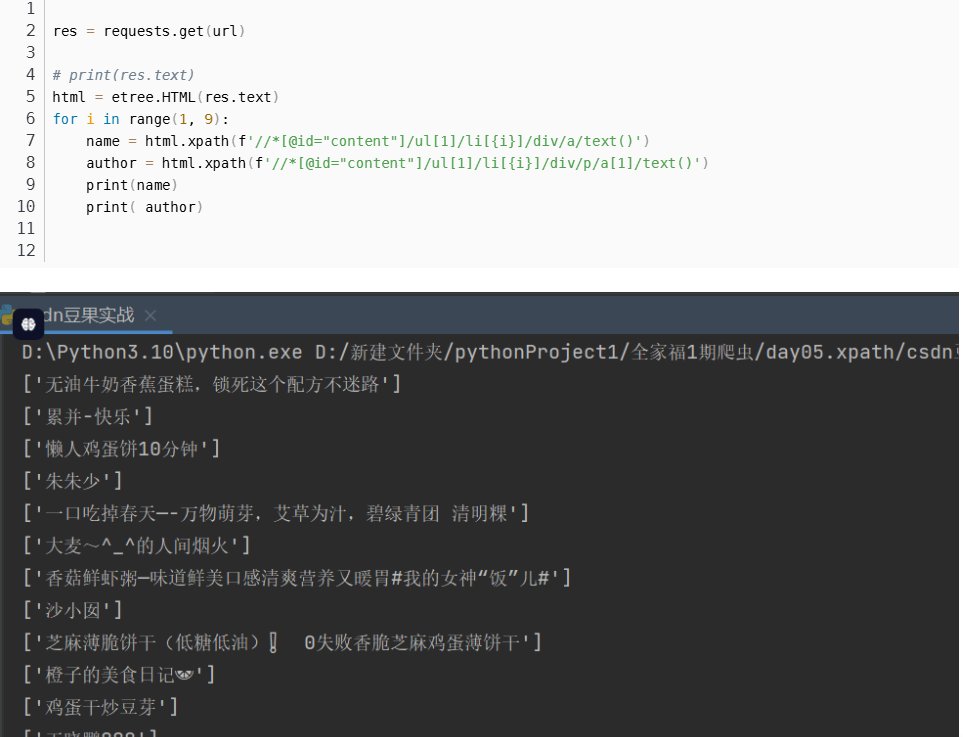 1
2 res = requests.get(url)
3
4 # print(res.text)
5 html = etree.HTML(res.text)
6 for i in range(1, 9):
7 name = html.xpath(f'//*[@id="content"]/ul[1]/li[{i}]/div/a/text()')
8 author = html.xpath(f'//*[@id="content"]/ul[1]/li[{i}]/div/p/a[1]/text()')
9 print(name)
10 print( author)
11
12
dn豆果实战 ×
D:\Python3.10\python.exe D:/新建文件夹/pythonProject1/全家福1期爬虫/day05.xpath/csdn
['无油牛奶香蕉蛋糕，锁死这个配方不迷路']
['累并-快乐']
['懒人鸡蛋饼10分钟']
['朱朱少']
['一口吃掉春天—-万物萌芽，艾草为汁，碧绿青团 清明粿']
['大麦～^_^的人间烟火']
['香菇鲜虾粥—味道鲜美口感清爽营养又暖胃#我的女神“饭”儿#']
['沙小囡']
['芝麻薄脆饼干（低糖低油）❗ 0失败香脆芝麻鸡蛋薄饼干']
['橙子的美食日记🍉']
['鸡蛋干炒豆芽']